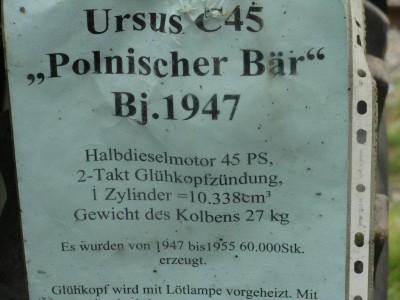 Ursus C45
„Polnischer Bär“
Bj.1947
Halbdieselmotor 45 PS,
2-Takt Glühkopfzündung,
1 Zylinder =10.338cm³
Gewicht des Kolbens 27 kg
Es wurden von 1947 bis1955 60.000Stk.
erzeugt.
Glühkopf wird mit Lötlampe vorgeheizt. Mit